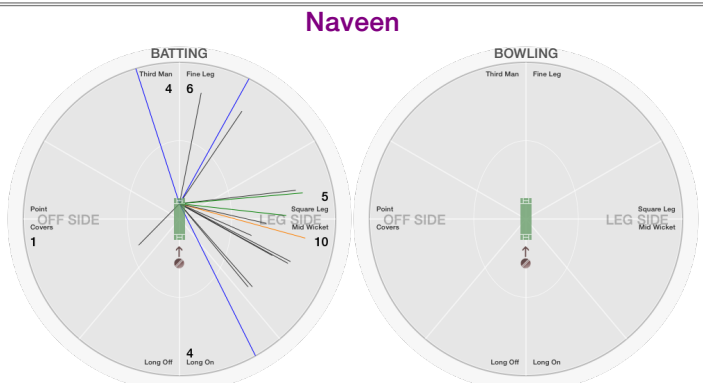 Naveen
BATTING
Third Man Fine Leg
4 6
5
Point Square Leg
OFF SIDE LEG SIDE
Covers Mid Wicket
1 10
4
Long Off Long On
BOWLING
Third Man Fine Leg
Point Square Leg
OFF SIDE LEG SIDE
Covers Mid Wicket
Long Off Long On